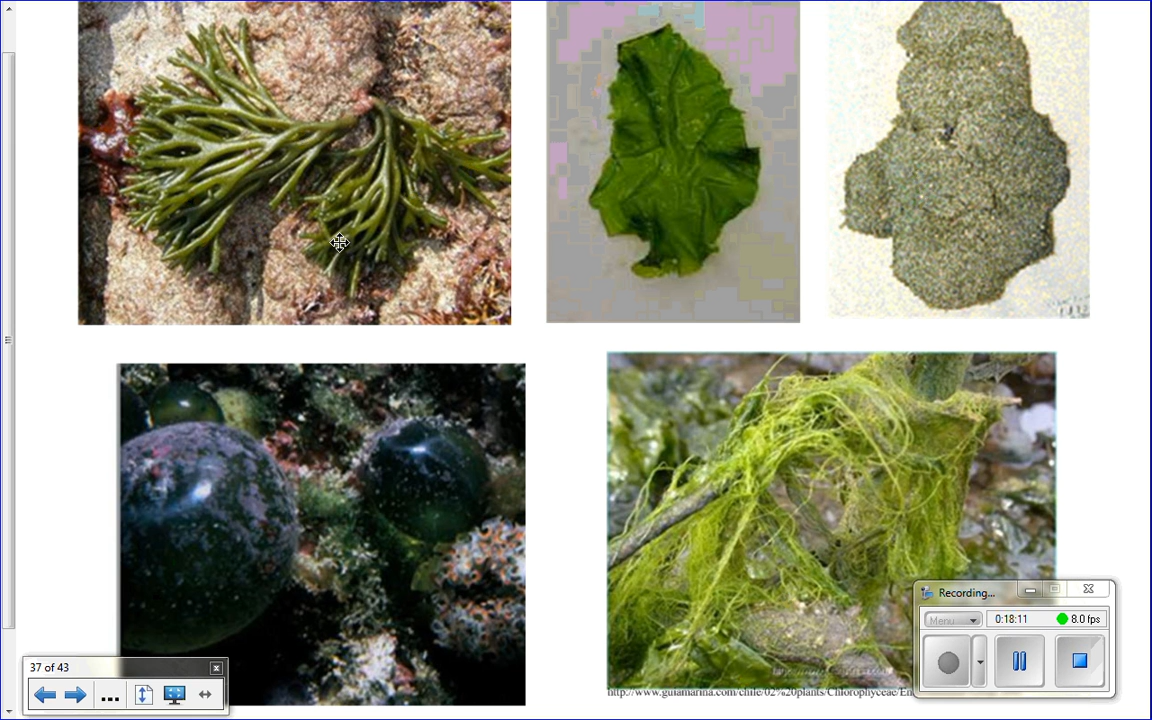 Recording...
Menu
0:18:11
8.0 fps
37 of 43
...
http://www.guiamarina.com/chile/02%20plants/Chlorophyceae/En